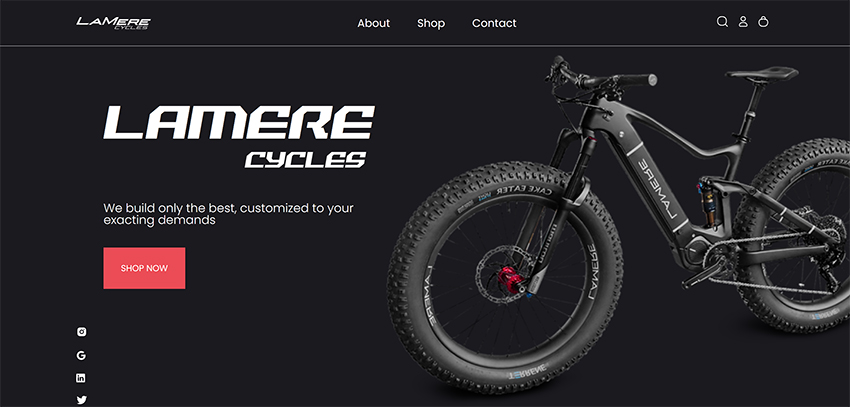 LAMERE
CYCLES
About
Shop
Contact
LAMERE
CYCLES
We build only the best, customized to your
exacting demands
SHOP NOW
CAKE EATER
LAMERE
LAMERE
LAMERE
TERRENE